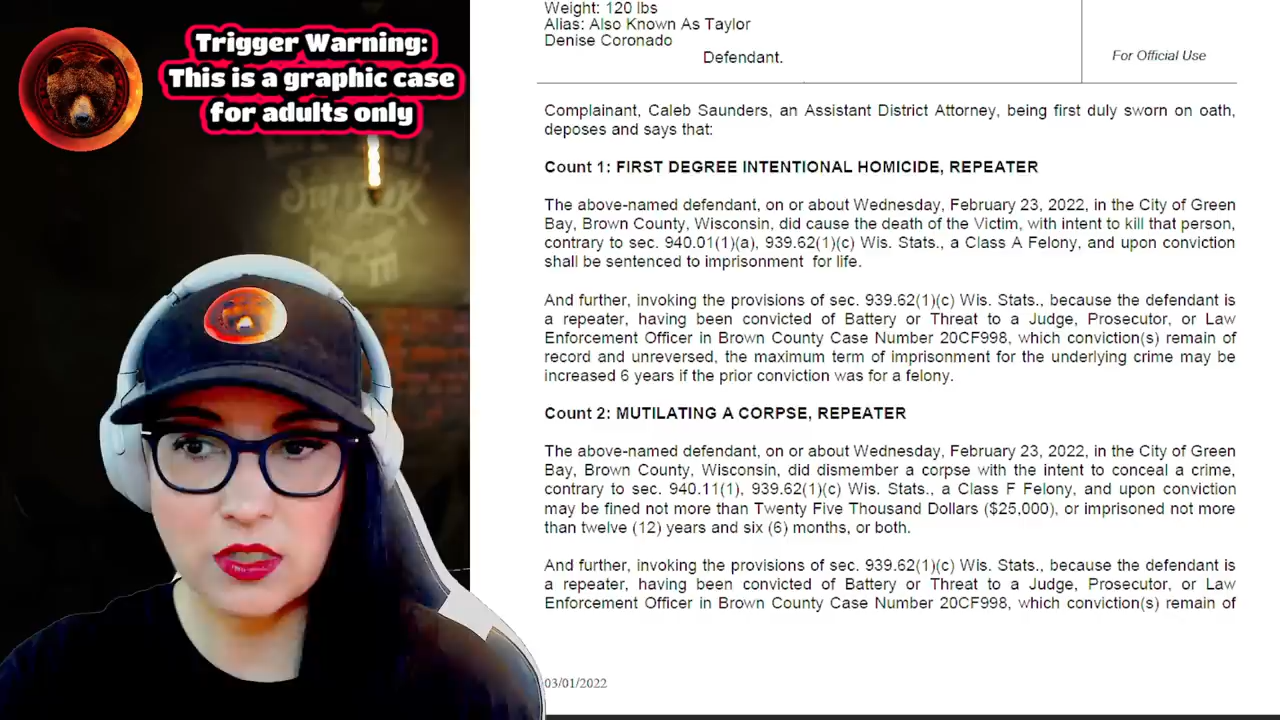 Trigger Warning:
This is a graphic case
for adults only
Weight: 120 lbs
Alias: Also Known As Taylor
Denise Coronado
Defendant.
For Official Use
Complainant, Caleb Saunders, an Assistant District Attorney, being first duly sworn on oath,
deposes and says that:
Count 1: FIRST DEGREE INTENTIONAL HOMICIDE, REPEATER
The above-named defendant, on or about Wednesday, February 23, 2022, in the City of Green
Bay, Brown County, Wisconsin, did cause the death of the Victim, with intent to kill that person,
contrary to sec. 940.01(1)(a), 939.62(1)(c) Wis. Stats., a Class A Felony, and upon conviction
shall be sentenced to imprisonment for life.
And further, invoking the provisions of sec. 939.62(1)(c) Wis. Stats., because the defendant is
a repeater, having been convicted of Battery or Threat to a Judge, Prosecutor, or Law
Enforcement Officer in Brown County Case Number 20CF998, which conviction(s) remain of
record and unreversed, the maximum term of imprisonment for the underlying crime may be
increased 6 years if the prior conviction was for a felony.
Count 2: MUTILATING A CORPSE, REPEATER
The above-named defendant, on or about Wednesday, February 23, 2022, in the City of Green
Bay, Brown County, Wisconsin, did dismember a corpse with the intent to conceal a crime,
contrary to sec. 940.11(1), 939.62(1)(c) Wis. Stats., a Class F Felony, and upon conviction
may be fined not more than Twenty Five Thousand Dollars ($25,000), or imprisoned not more
than twelve (12) years and six (6) months, or both.
And further, invoking the provisions of sec. 939.62(1)(c) Wis. Stats., because the defendant is
a repeater, having been convicted of Battery or Threat to a Judge, Prosecutor, or Law
Enforcement Officer in Brown County Case Number 20CF998, which conviction(s) remain of
03/01/2022